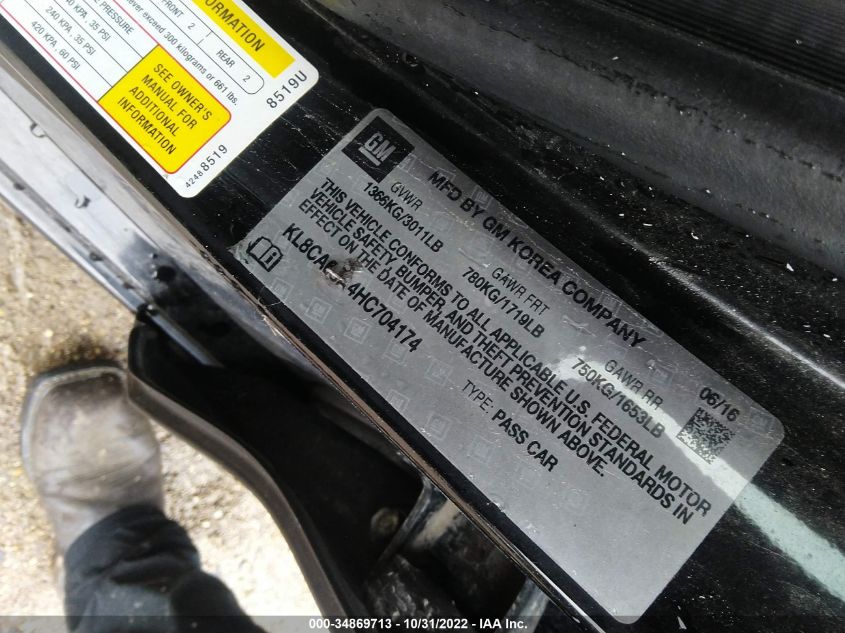 FRONT 2
REAR 2
INFORMATION
PRESSURE
never exceed 300 kilograms or 661 lbs.
240 KPA, 35 PSI
240 KPA, 35 PSI
420 KPA, 60 PSI
SEE OWNER'S
MANUAL FOR
ADDITIONAL
INFORMATION
8519U
4248 8519
GM
MFD BY GM KOREA COMPANY
06/16
GVWR
GAWR FRT
GAWR RR
1366KG/3011LB
780KG/1719LB
750KG/1653LB
THIS VEHICLE CONFORMS TO ALL APPLICABLE U.S. FEDERAL MOTOR
VEHICLE SAFETY, BUMPER, AND THEFT PREVENTION STANDARDS IN
EFFECT ON THE DATE OF MANUFACTURE SHOWN ABOVE.
KL8CA 4HC704174
TYPE: PASS CAR
000-34869713 - 10/31/2022 - IAA Inc.